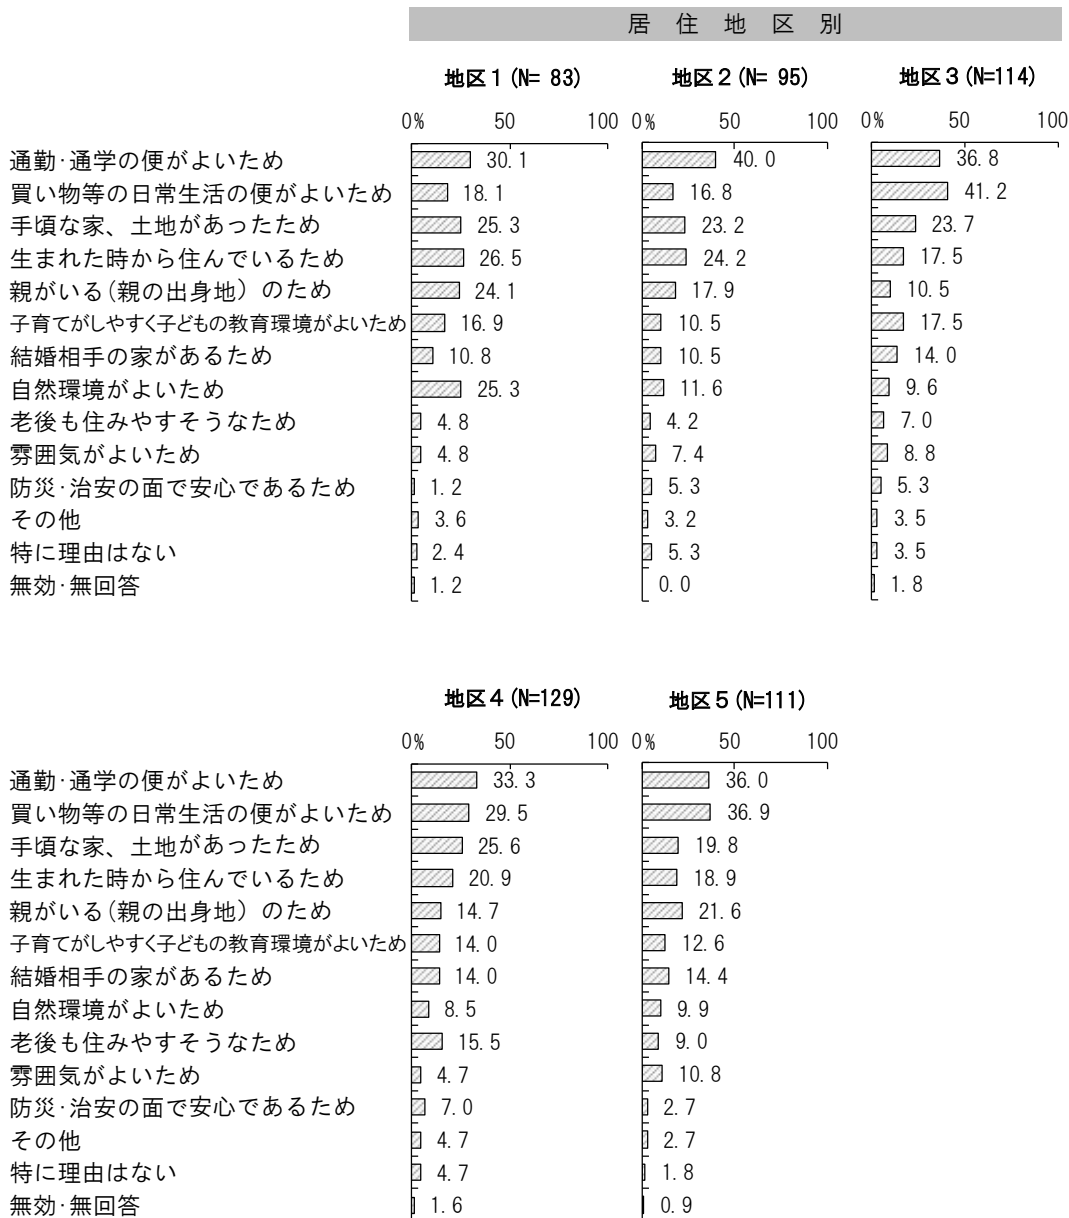 居 住 地 区 別
地区1(N= 83) 地区2(N= 95) 地区3(N=114)
0% 50 100 0% 50 100 0% 50 100
通勤・通学の便がよいため 30.1 40.0 36.8
買い物等の日常生活の便がよいため 18.1 16.8 41.2
手頃な家、土地があったため 25.3 23.2 23.7
生まれた時から住んでいるため 26.5 24.2 17.5
親がいる(親の出身地)のため 24.1 17.9 10.5
子育てがしやすく子どもの教育環境がよいため 16.9 10.5 17.5
結婚相手の家があるため 10.8 10.5 14.0
自然環境がよいため 25.3 11.6 9.6
老後も住みやすそうなため 4.8 4.2 7.0
雰囲気がよいため 4.8 7.4 8.8
防災・治安の面で安心であるため 1.2 5.3 5.3
その他 3.6 3.2 3.5
特に理由はない 2.4 5.3 3.5
無効・無回答 1.2 0.0 1.8
地区4(N=129) 地区5(N=111)
0% 50 100 0% 50 100
通勤・通学の便がよいため 33.3 36.0
買い物等の日常生活の便がよいため 29.5 36.9
手頃な家、土地があったため 25.6 19.8
生まれた時から住んでいるため 20.9 18.9
親がいる(親の出身地)のため 14.7 21.6
子育てがしやすく子どもの教育環境がよいため 14.0 12.6
結婚相手の家があるため 14.0 14.4
自然環境がよいため 8.5 9.9
老後も住みやすそうなため 15.5 9.0
雰囲気がよいため 4.7 10.8
防災・治安の面で安心であるため 7.0 2.7
その他 4.7 2.7
特に理由はない 4.7 1.8
無効・無回答 1.6 0.9